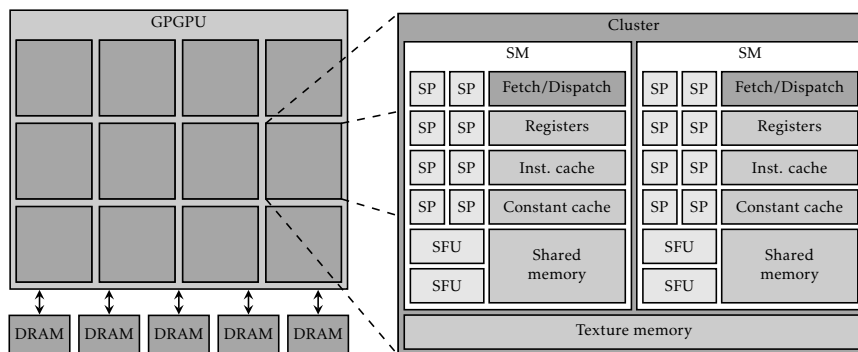 GPGPU
DRAM DRAM DRAM DRAM DRAM
Cluster
SM
SP SP Fetch/Dispatch
SP SP Registers
SP SP Inst. cache
SP SP Constant cache
SFU
SFU
Shared
memory
SM
SP SP Fetch/Dispatch
SP SP Registers
SP SP Inst. cache
SP SP Constant cache
SFU
SFU
Shared
memory
Texture memory